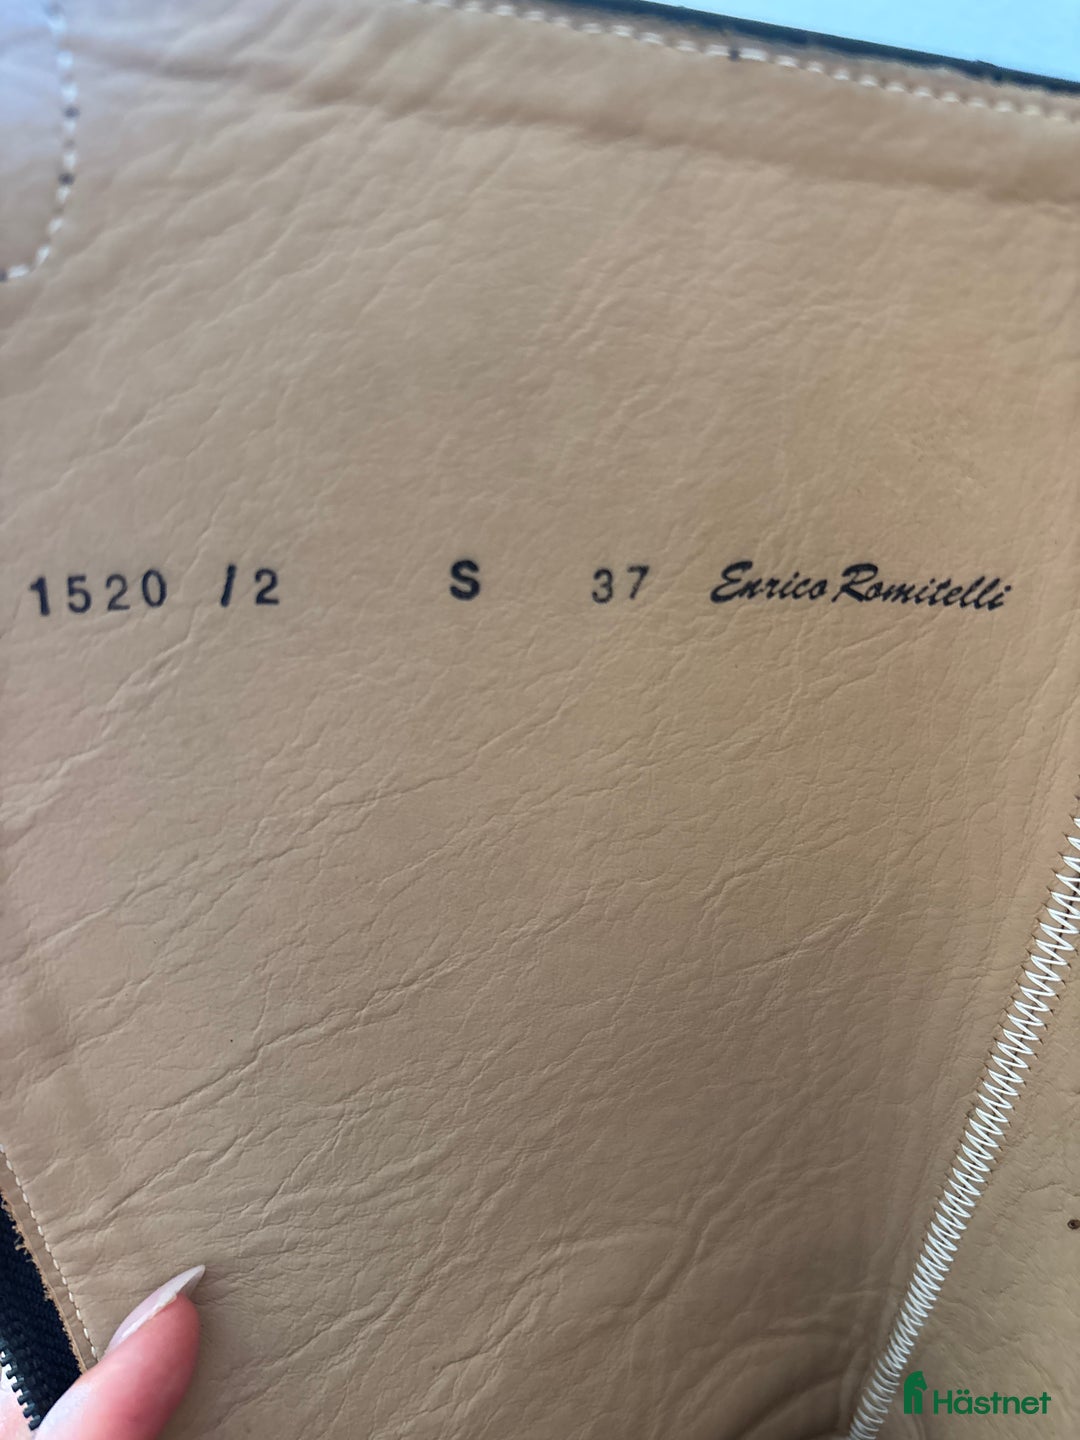 1520 /2 S 37 Enrico Romitelli
Hästnet